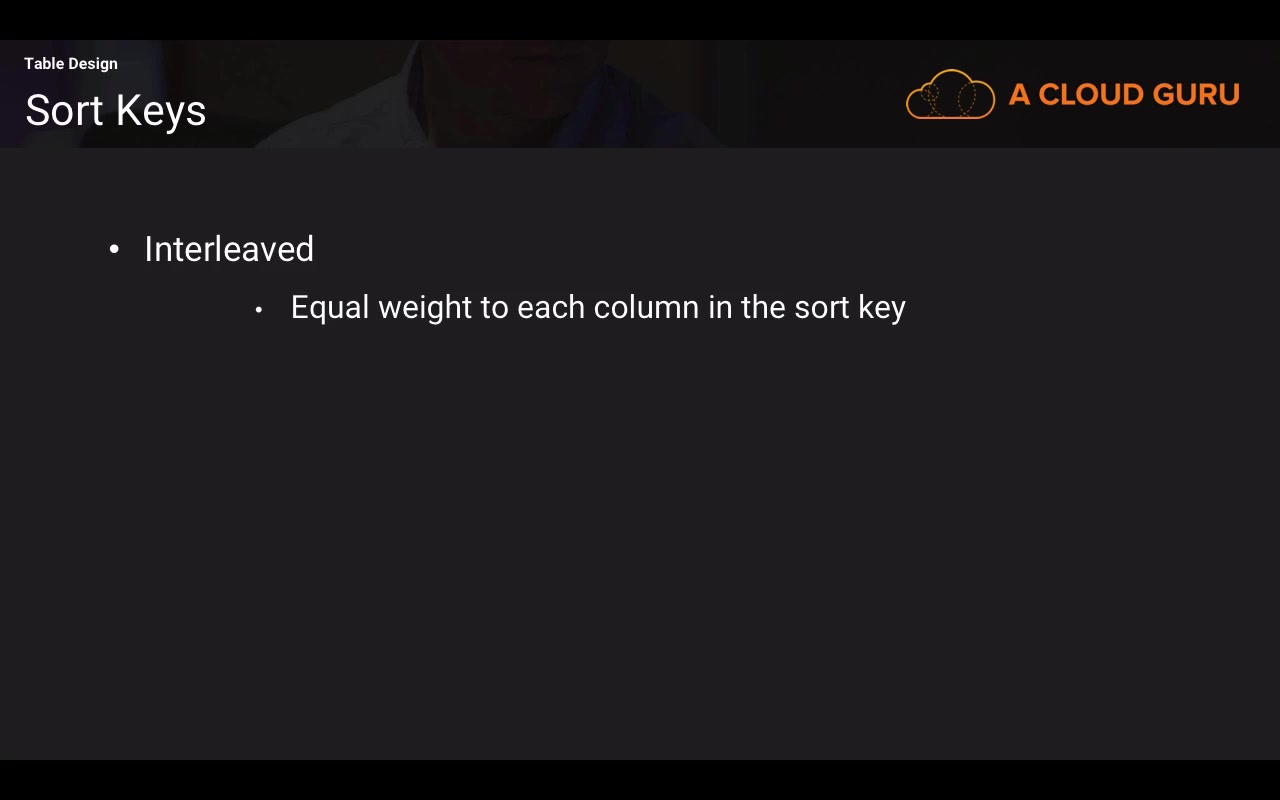 Table Design
Sort Keys
A CLOUD GURU
• Interleaved
• Equal weight to each column in the sort key